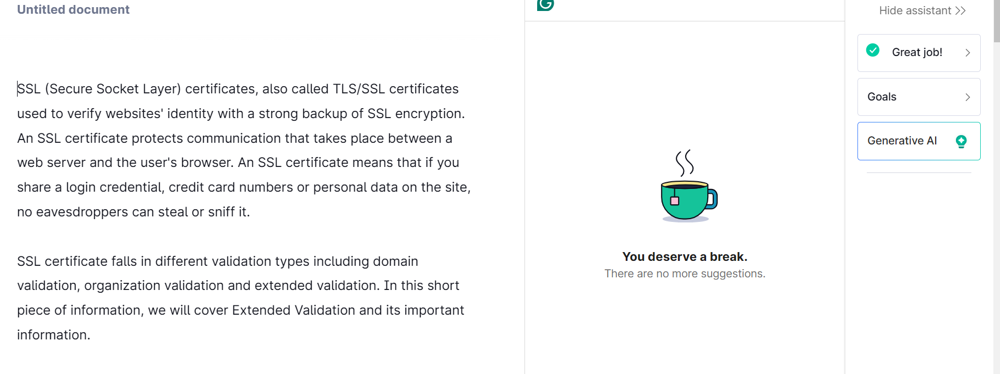 Untitled document
SSL (Secure Socket Layer) certificates, also called TLS/SSL certificates
used to verify websites' identity with a strong backup of SSL encryption.
An SSL certificate protects communication that takes place between a
web server and the user's browser. An SSL certificate means that if you
share a login credential, credit card numbers or personal data on the site,
no eavesdroppers can steal or sniff it.
SSL certificate falls in different validation types including domain
validation, organization validation and extended validation. In this short
piece of information, we will cover Extended Validation and its important
information.
You deserve a break.
There are no more suggestions.
Hide assistant
Great job!
Goals
Generative AI